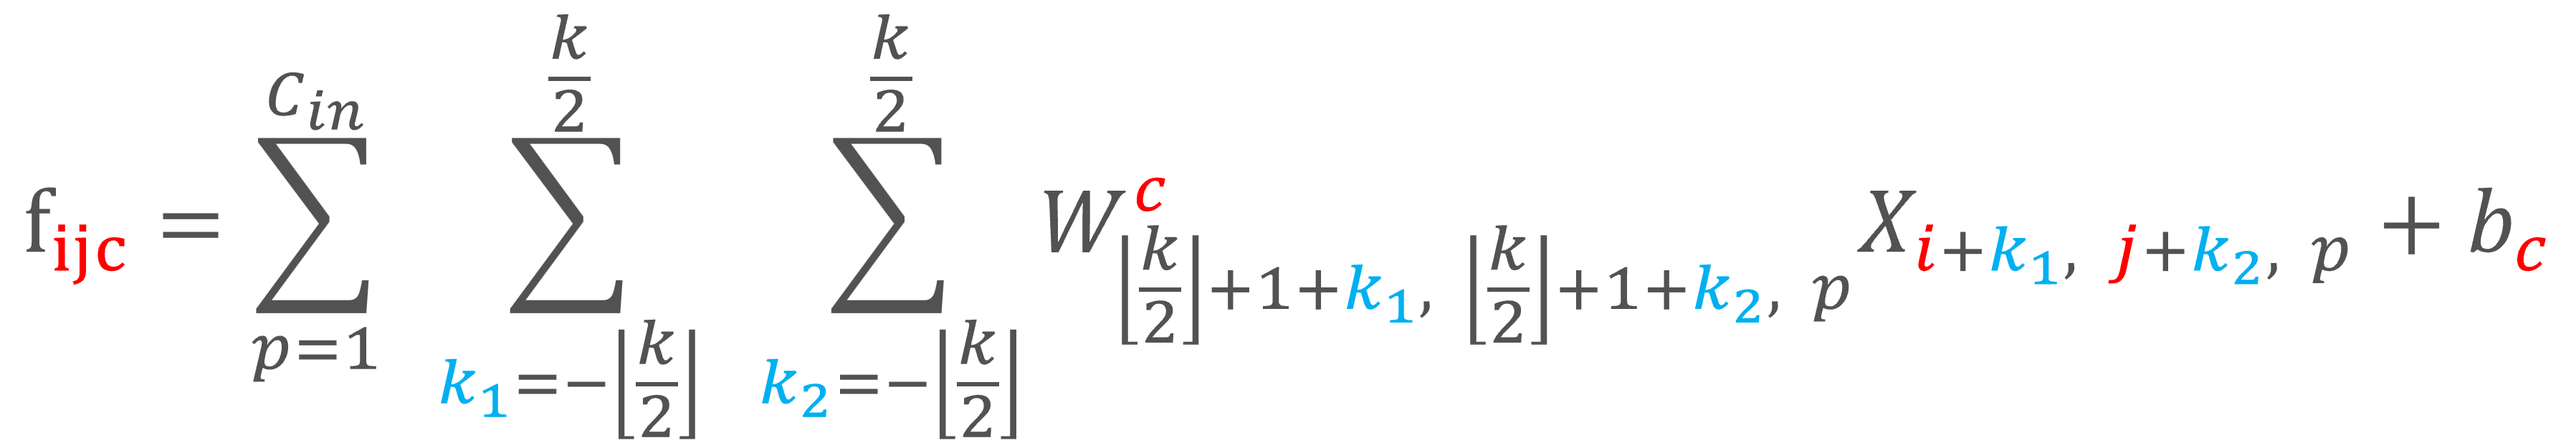 f_{ijc} = \sum_{p=1}^{C_{in}} \sum_{k_1=-\lfloor \frac{k}{2} \rfloor}^{\frac{k}{2}} \sum_{k_2=-\lfloor \frac{k}{2} \rfloor}^{\frac{k}{2}} W^{c}_{\lfloor \frac{k}{2} \rfloor+1+k_1, \lfloor \frac{k}{2} \rfloor+1+k_2, p} X_{i+k_1, j+k_2, p} + b_c